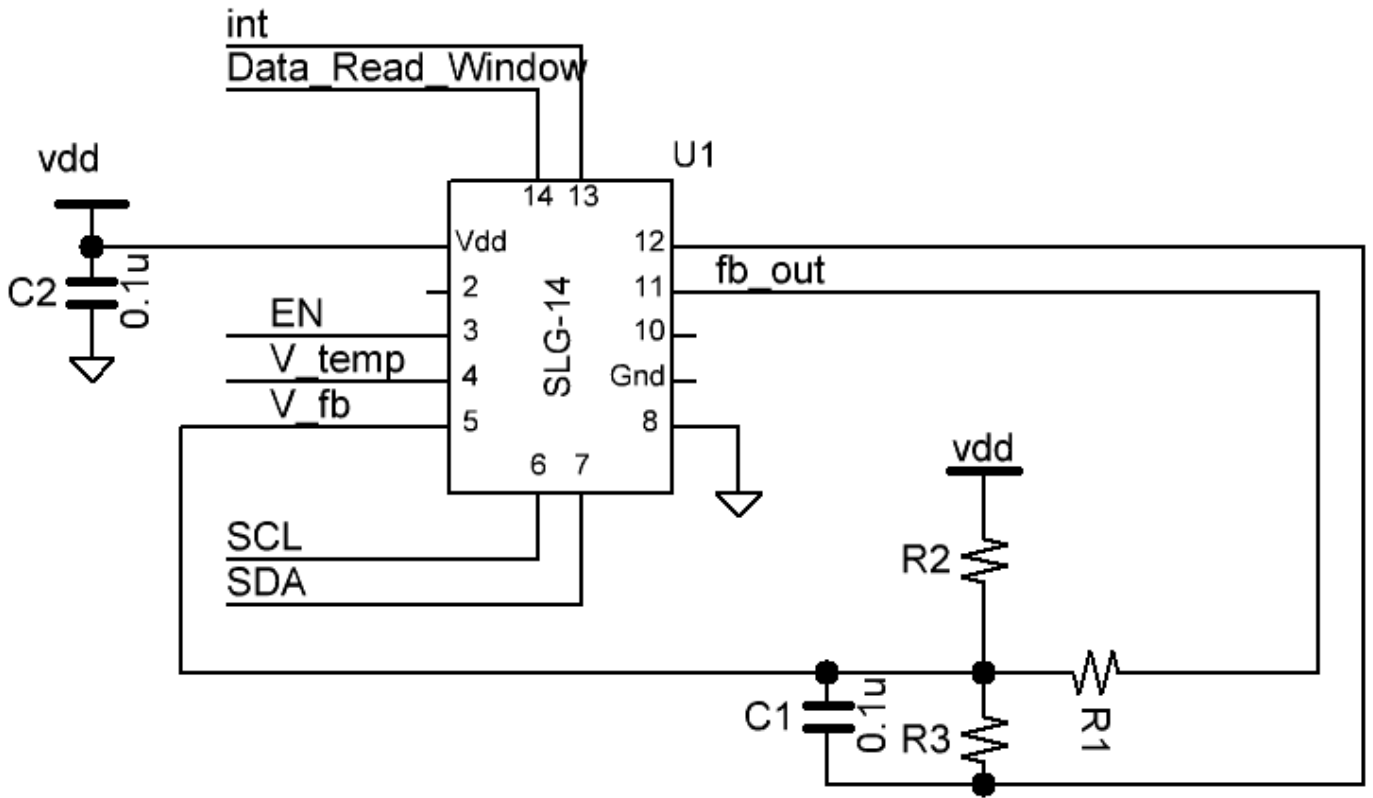 int
Data_Read_Window
vdd
U1
14 13
Vdd
12
fb_out
C2
0.1u
2
11
EN
3
SLG-14
10
V_temp
4
Gnd
V_fb
5
8
6 7
vdd
SCL
SDA
R2
C1
0.1u
R3
R1